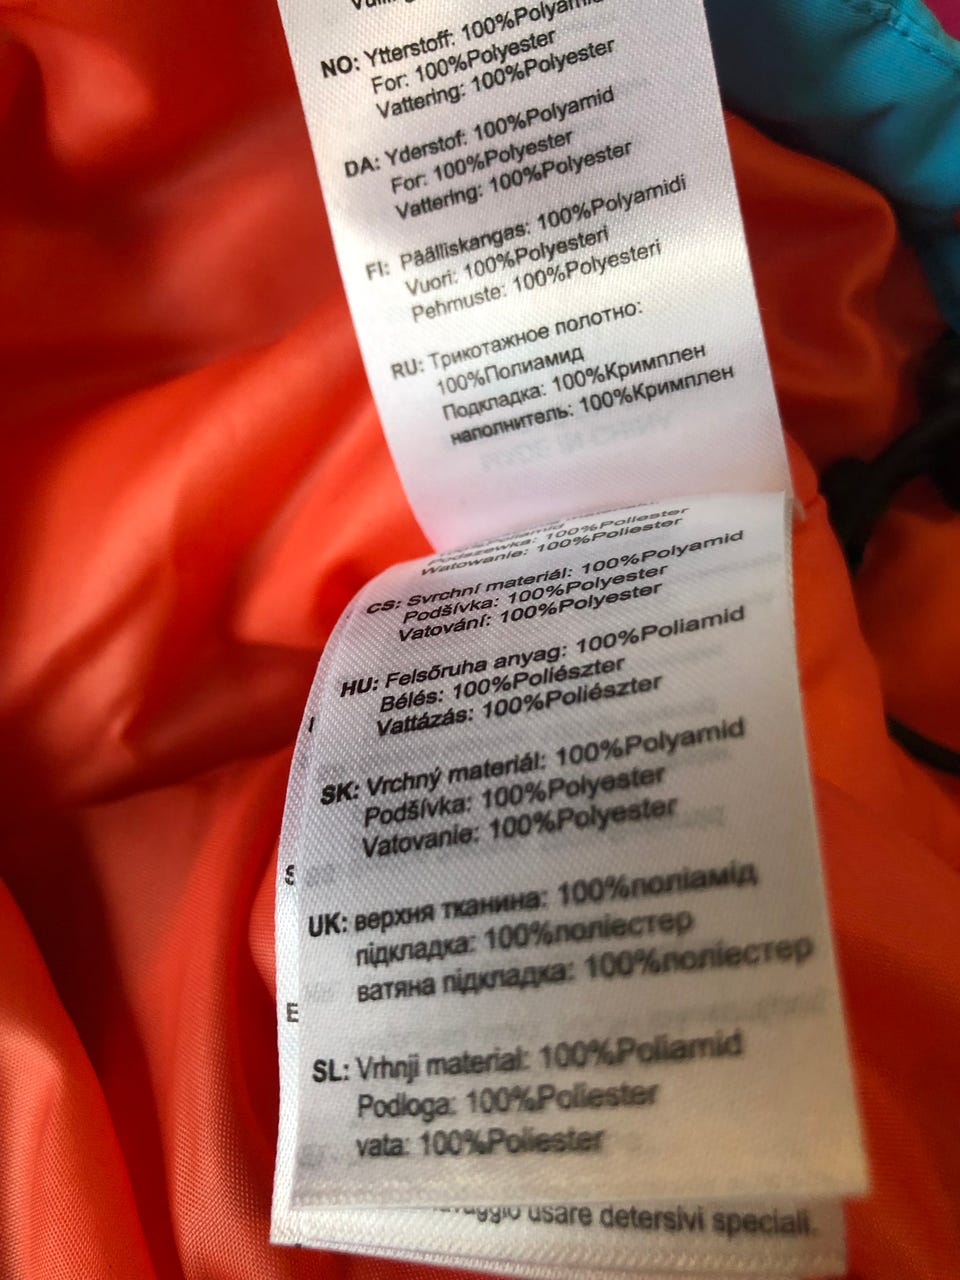 NO: Ytterstoff: 100%Polyamid
For: 100%Polyester
Vattering: 100%Polyester
DA: Yderstof: 100%Polyamid
For: 100%Polyester
Vattering: 100%Polyester
FI: Päälliskangas: 100%Polyamidi
Vuori: 100%Polyesteri
Pehmuste: 100%Polyesteri
RU: Трикотажное полотно:
100%Полиамид
Подкладка: 100%Кримплен
наполнитель: 100%Кримплен
100%Poliamid
Podszewka: 100%Poliester
Watowanie: 100%Poliester
CS: Svrchní materiál: 100%Polyamid
Podšívka: 100%Polyester
Vatování: 100%Polyester
HU: Felsőruha anyag: 100%Poliamid
Bélés: 100%Poliészter
Vattázás: 100%Poliészter
SK: Vrchný materiál: 100%Polyamid
Podšívka: 100%Polyester
Vatovanie: 100%Polyester
UK: верхня тканина: 100%поліамід
підкладка: 100%поліестер
ватяна підкладка: 100%поліестер
SL: Vrhnji material: 100%Poliamid
Podloga: 100%Poliester
vata: 100%Poliester
usare detersivi speciali.